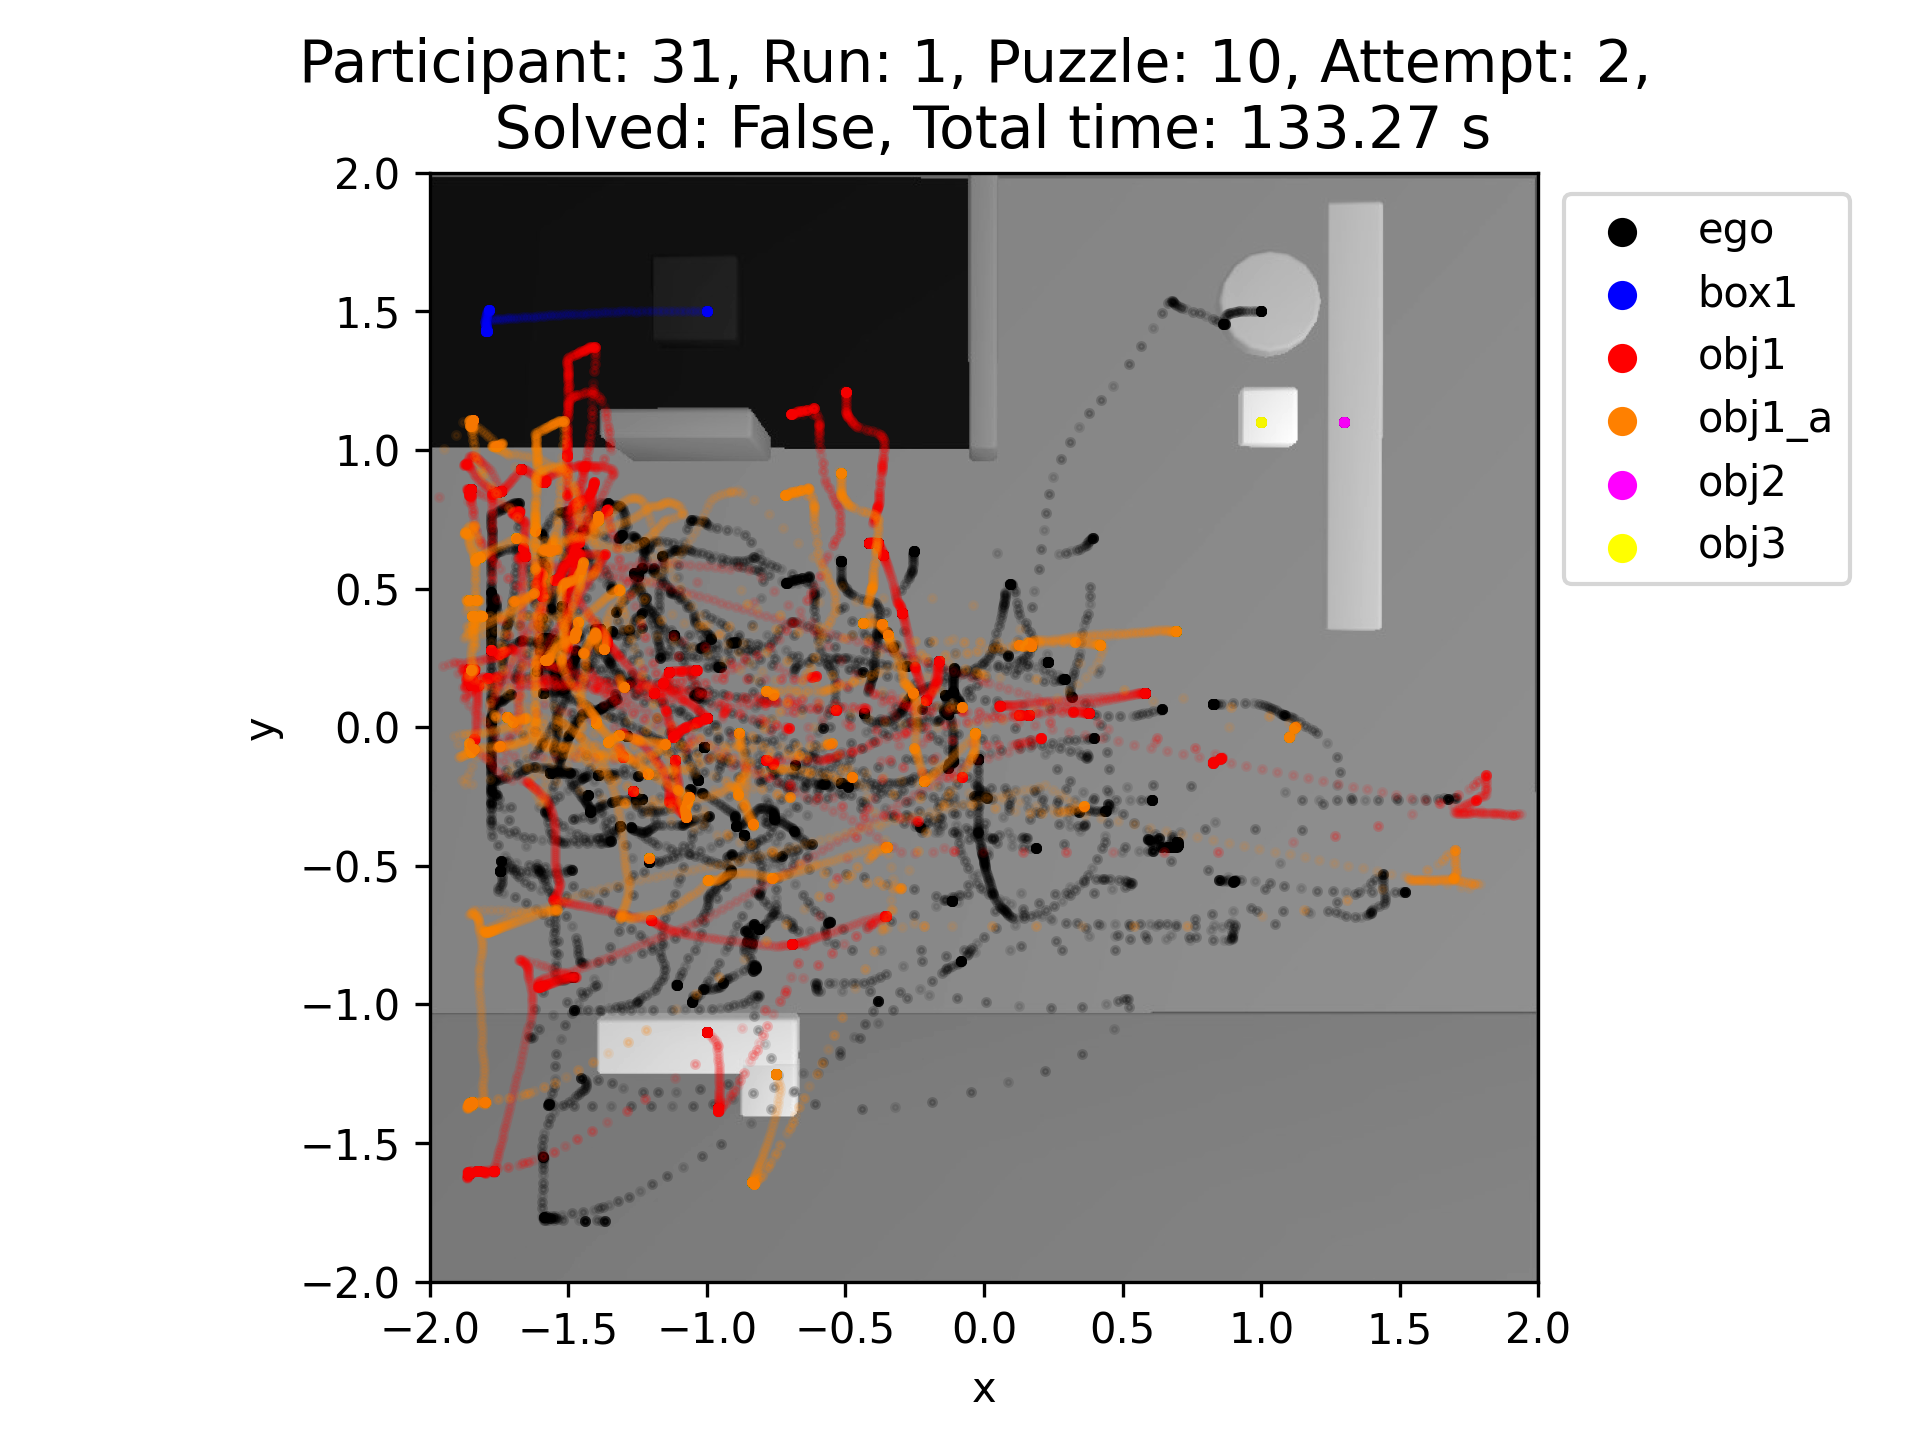 Participant: 31, Run: 1, Puzzle: 10, Attempt: 2,
Solved: False, Total time: 133.27 s
2.0
1.5
1.0
0.5
0.0
−0.5
−1.0
−1.5
−2.0
y
−2.0 −1.5 −1.0 −0.5 0.0 0.5 1.0 1.5 2.0
x
ego
box1
obj1
obj1_a
obj2
obj3